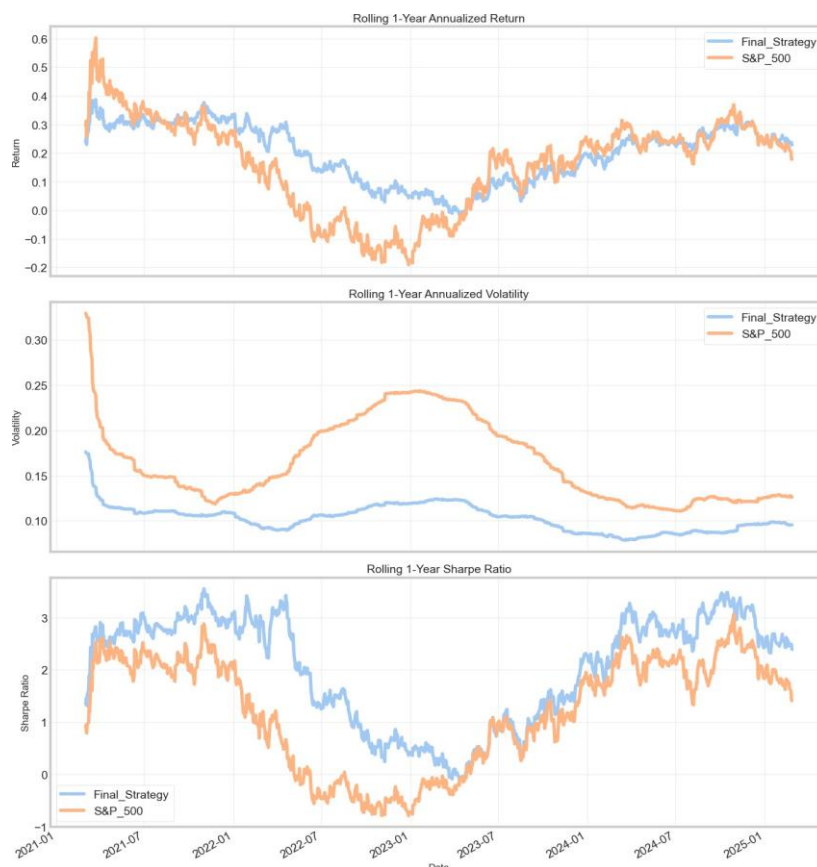 Rolling 1-Year Annualized Return
0.6
0.5
0.4
0.3
0.2
0.1
0.0
−0.1
−0.2
Return
Final_Strategy
S&P_500
Rolling 1-Year Annualized Volatility
0.30
0.25
0.20
0.15
0.10
Volatility
Final_Strategy
S&P_500
Rolling 1-Year Sharpe Ratio
3
2
1
0
−1
Sharpe Ratio
Final_Strategy
S&P_500
2021-01
2021-07
2022-01
2022-07
2023-01
2023-07
2024-01
2024-07
2025-01